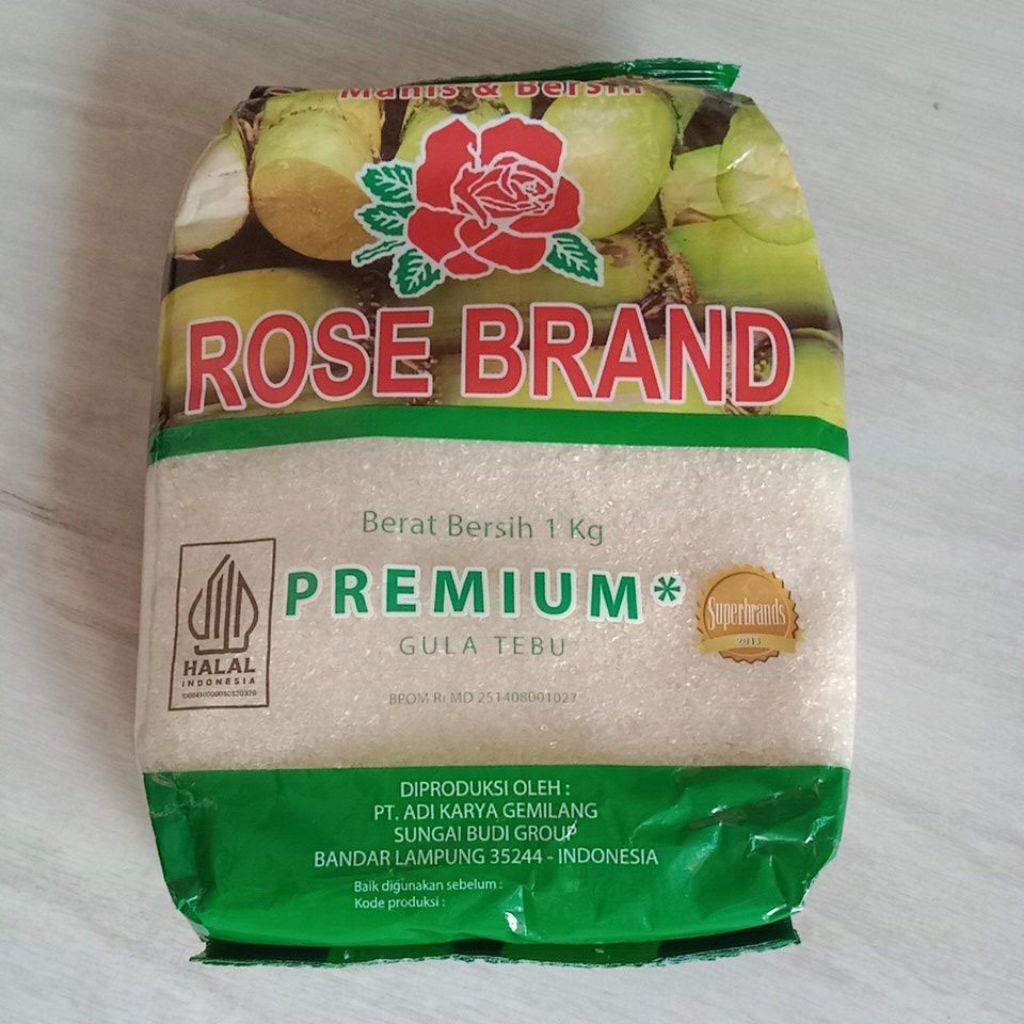 Manis & Bersih
ROSE BRAND
Berat Bersih 1 Kg
PREMIUM*
GULA TEBU
BPOM RI MD 251408001027
HALAL
INDONESIA
Superbrands
DIPRODUKSI OLEH :
PT. ADI KARYA GEMILANG
SUNGAI BUDI GROUP
BANDAR LAMPUNG 35244 - INDONESIA
Baik digunakan sebelum :
Kode produksi :